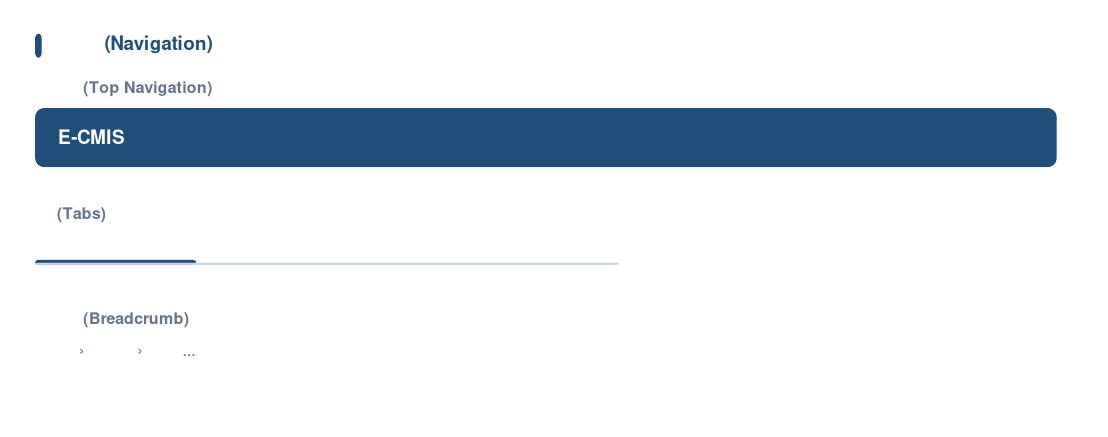 (Navigation)
(Top Navigation)
E-CMIS
(Tabs)
(Breadcrumb)
› › ...